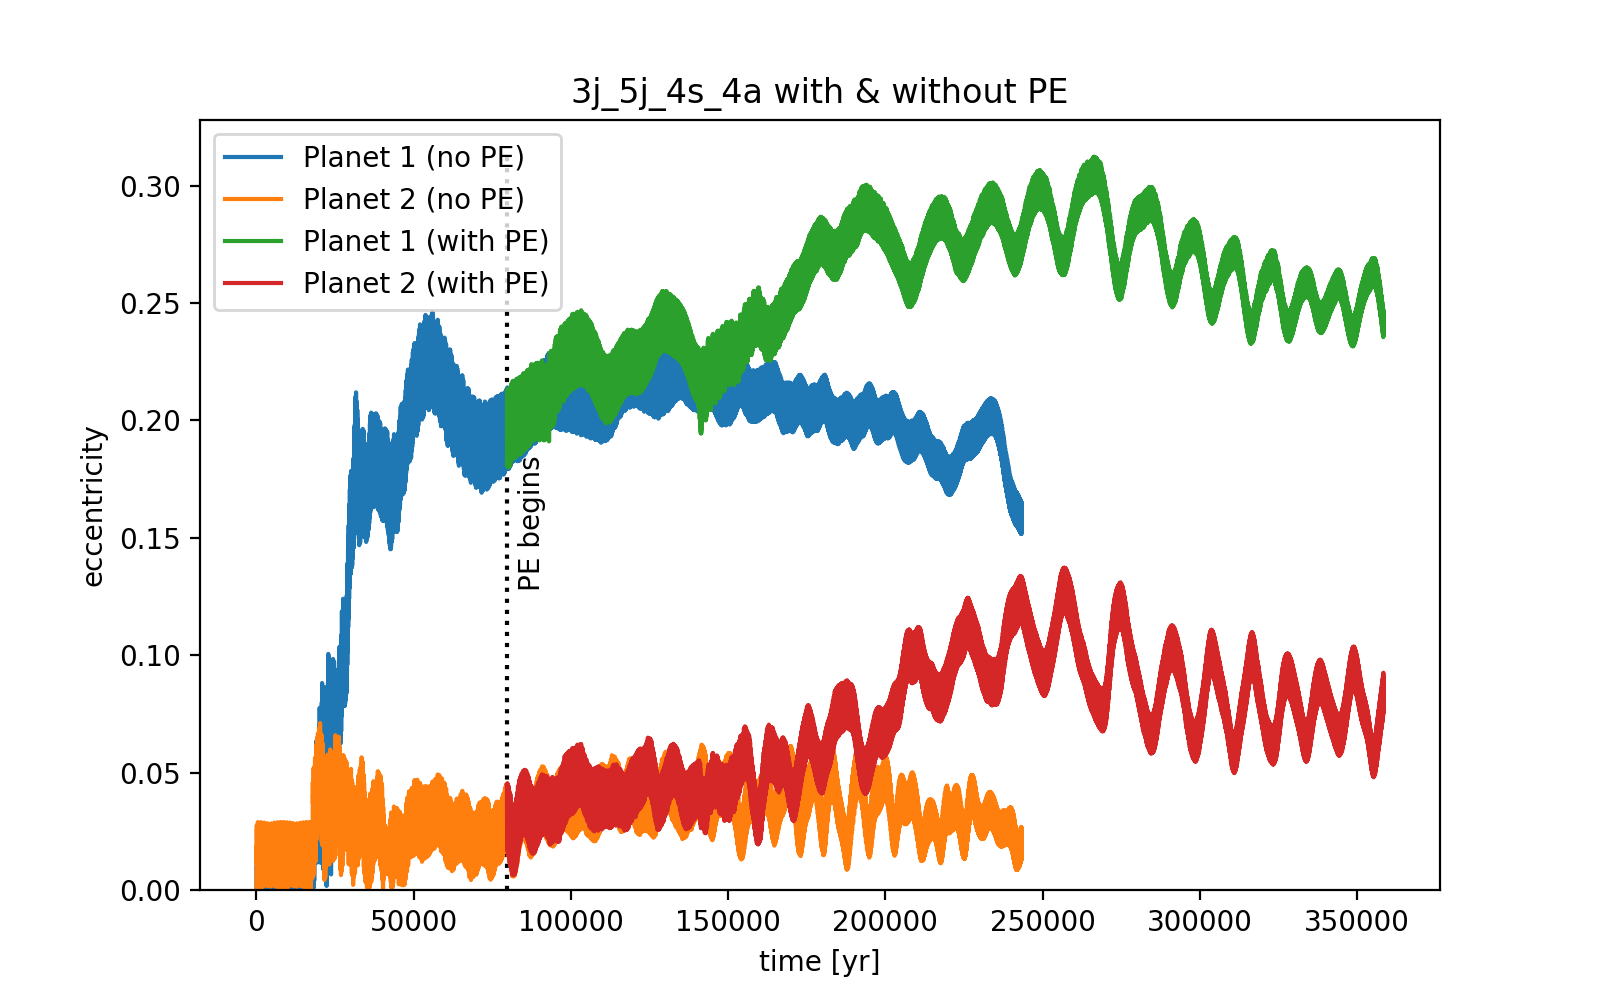 3j_5j_4s_4a with & without PE
Planet 1 (no PE)
Planet 2 (no PE)
Planet 1 (with PE)
Planet 2 (with PE)
PE begins
eccentricity
0.30
0.25
0.20
0.15
0.10
0.05
0.00
0 50000 100000 150000 200000 250000 300000 350000
time [yr]